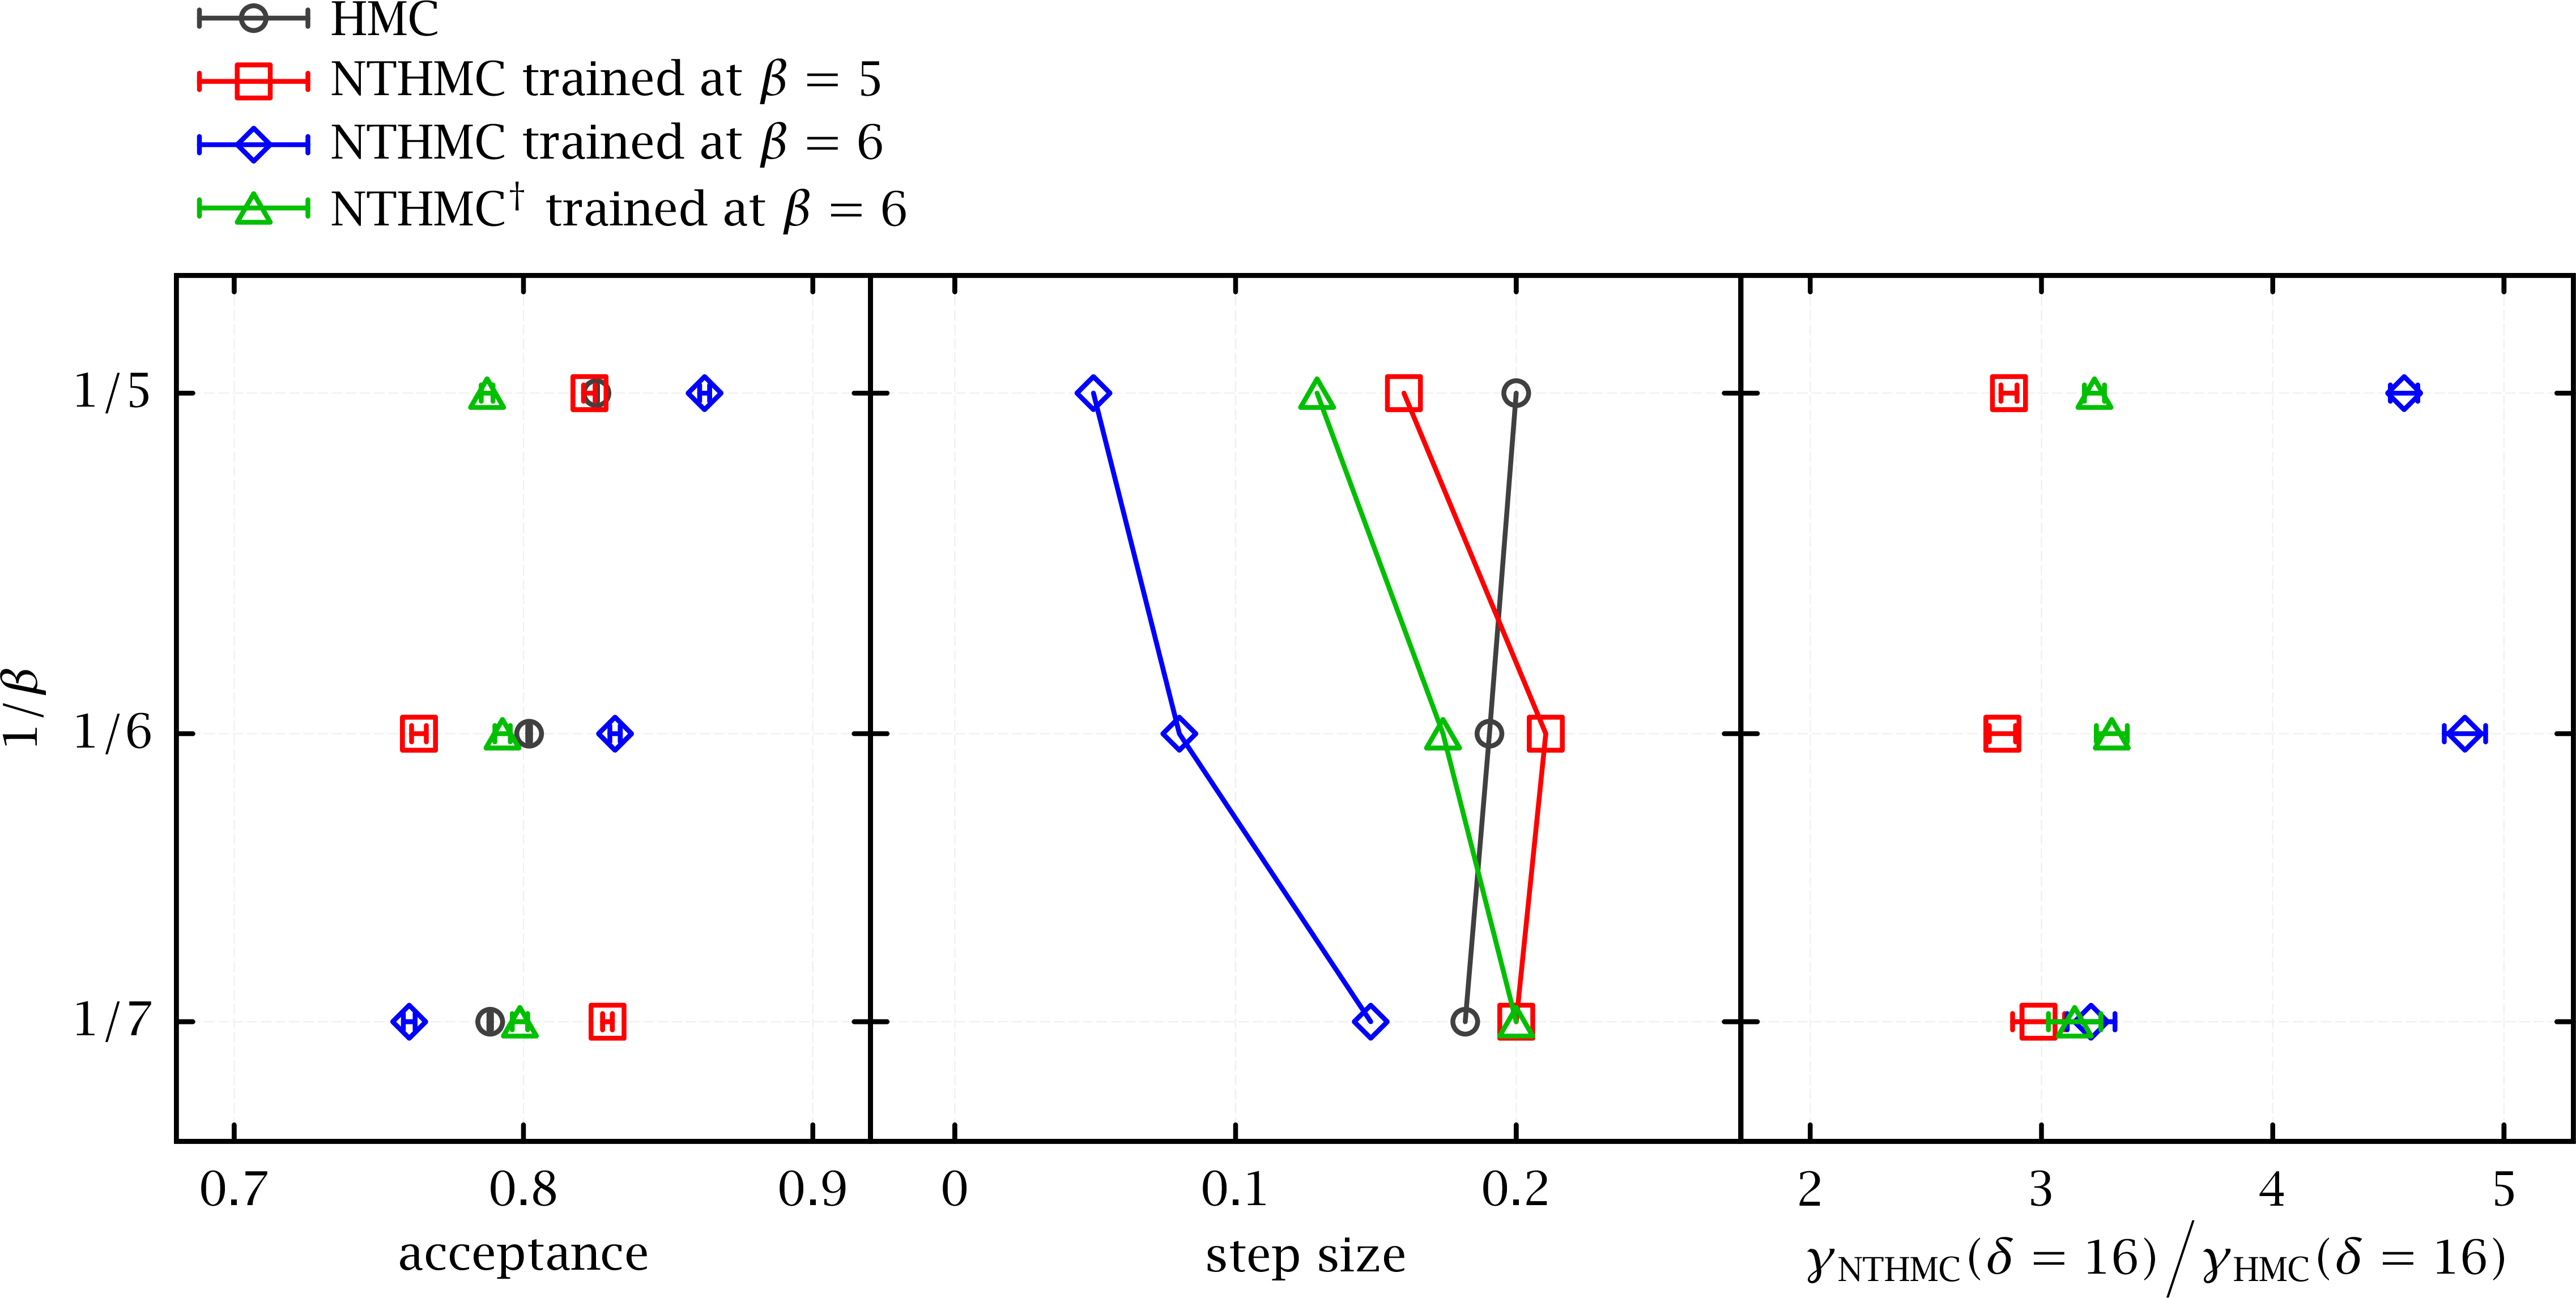 HMC
NTHMC trained at β = 5
NTHMC trained at β = 6
NTHMC† trained at β = 6
1/β
1/5
1/6
1/7
0.7 0.8 0.9 0 0.1 0.2 2 3 4 5
acceptance step size γNTHMC(δ = 16)/γHMC(δ = 16)